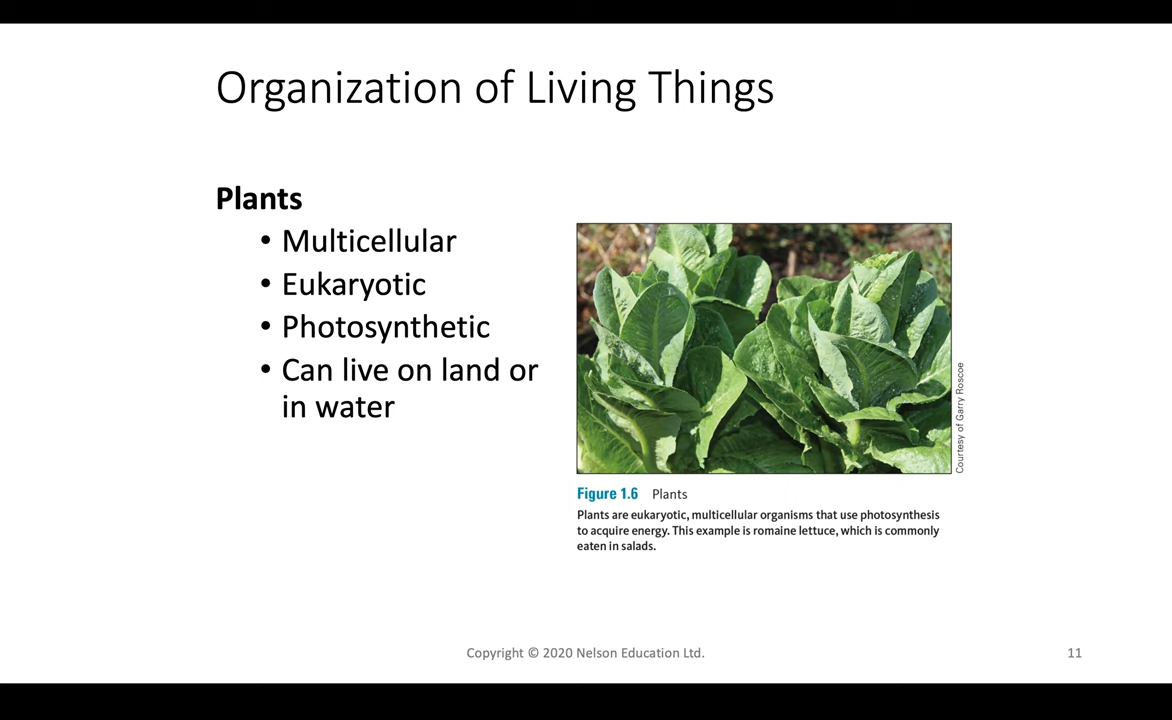 Organization of Living Things
Plants
• Multicellular
• Eukaryotic
• Photosynthetic
• Can live on land or
in water
Courtesy of Garry Roscoe
Figure 1.6 Plants
Plants are eukaryotic, multicellular organisms that use photosynthesis
to acquire energy. This example is romaine lettuce, which is commonly
eaten in salads.
Copyright © 2020 Nelson Education Ltd.
11